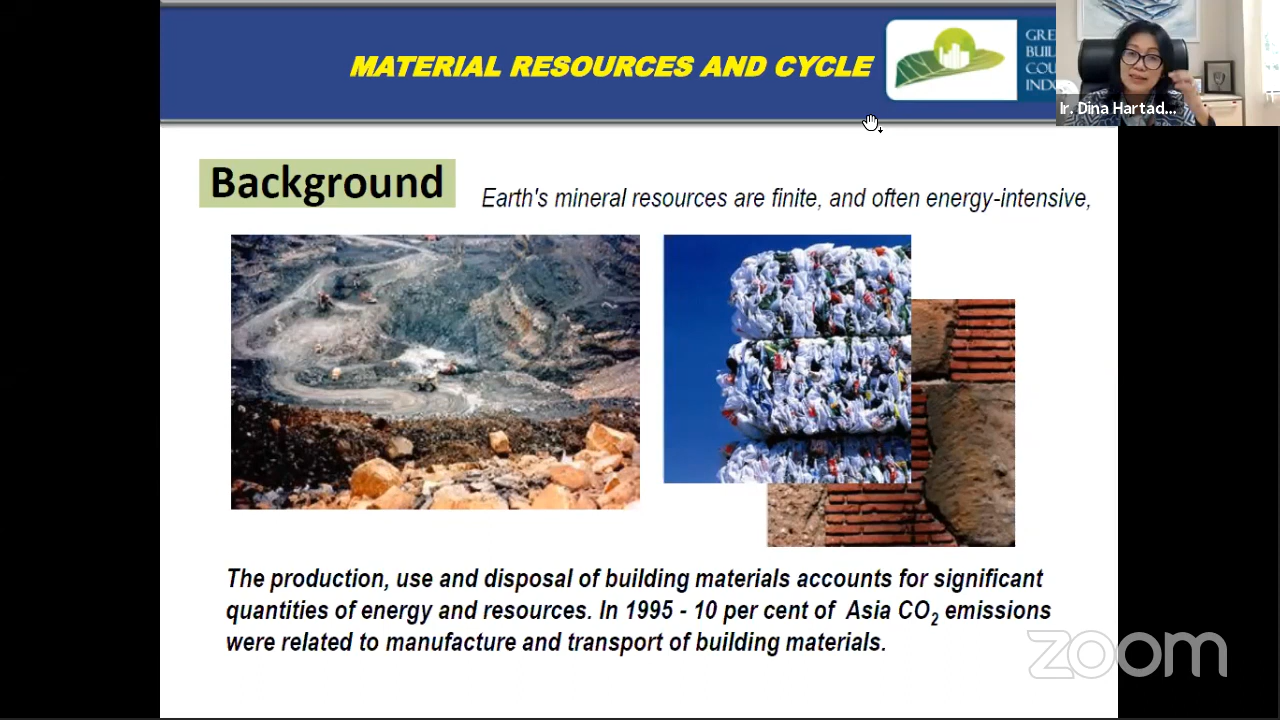 MATERIAL RESOURCES AND CYCLE
GRE
BUIL
COU
INDO
Ir. Dina Hartad...
Background
Earth's mineral resources are finite, and often energy-intensive,
The production, use and disposal of building materials accounts for significant
quantities of energy and resources. In 1995 - 10 per cent of Asia CO2 emissions
were related to manufacture and transport of building materials.
zoom